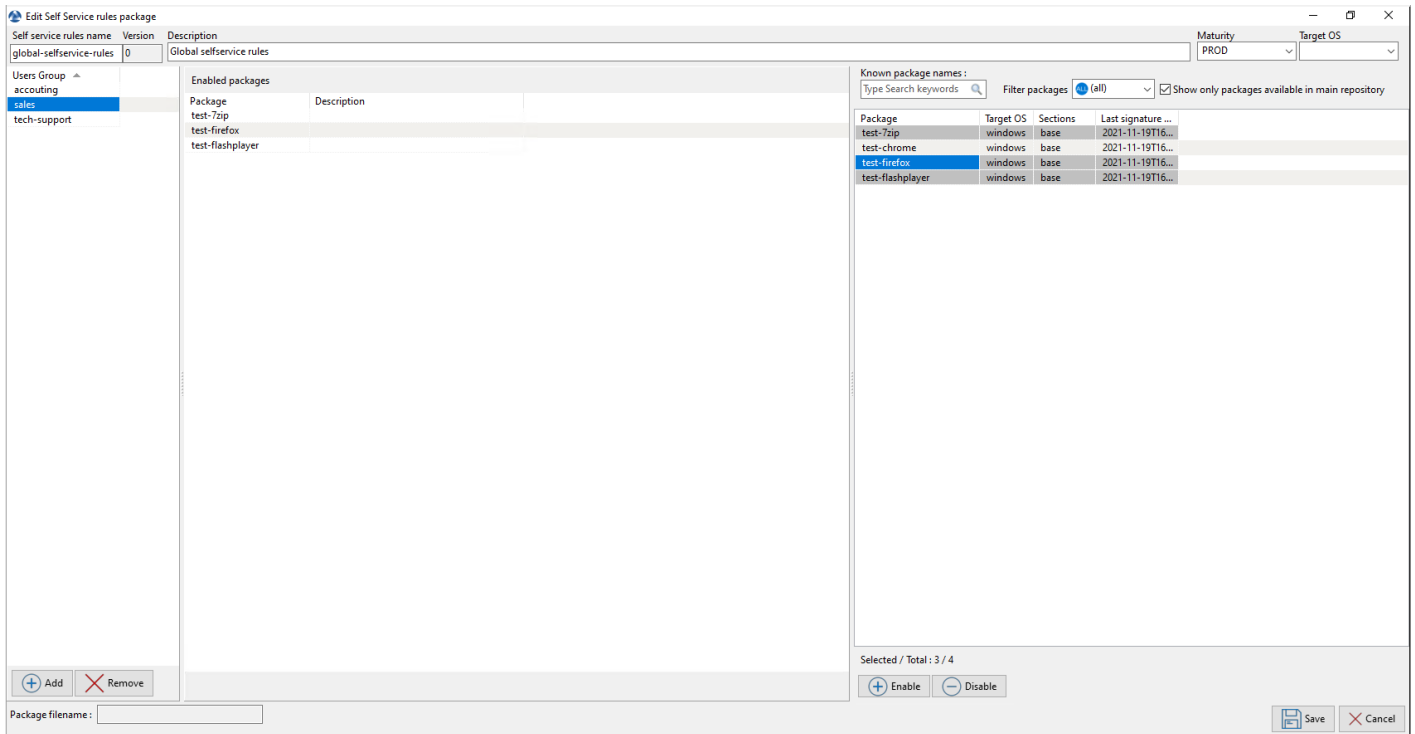 Edit Self Service rules package
Self service rules name Version Description Maturity Target OS
global-selfservice-rules 0 Global selfservice rules PROD
Users Group
accouting
sales
tech-support
Add Remove
Enabled packages
Package Description
test-7zip
test-firefox
test-flashplayer
Known package names :
Type Search keywords Filter packages ALL (all) Show only packages available in main repository
Package Target OS Sections Last signature ...
test-7zip windows base 2021-11-19T16...
test-chrome windows base 2021-11-19T16...
test-firefox windows base 2021-11-19T16...
test-flashplayer windows base 2021-11-19T16...
Selected / Total : 3 / 4
Enable Disable
Package filename :
Save Cancel